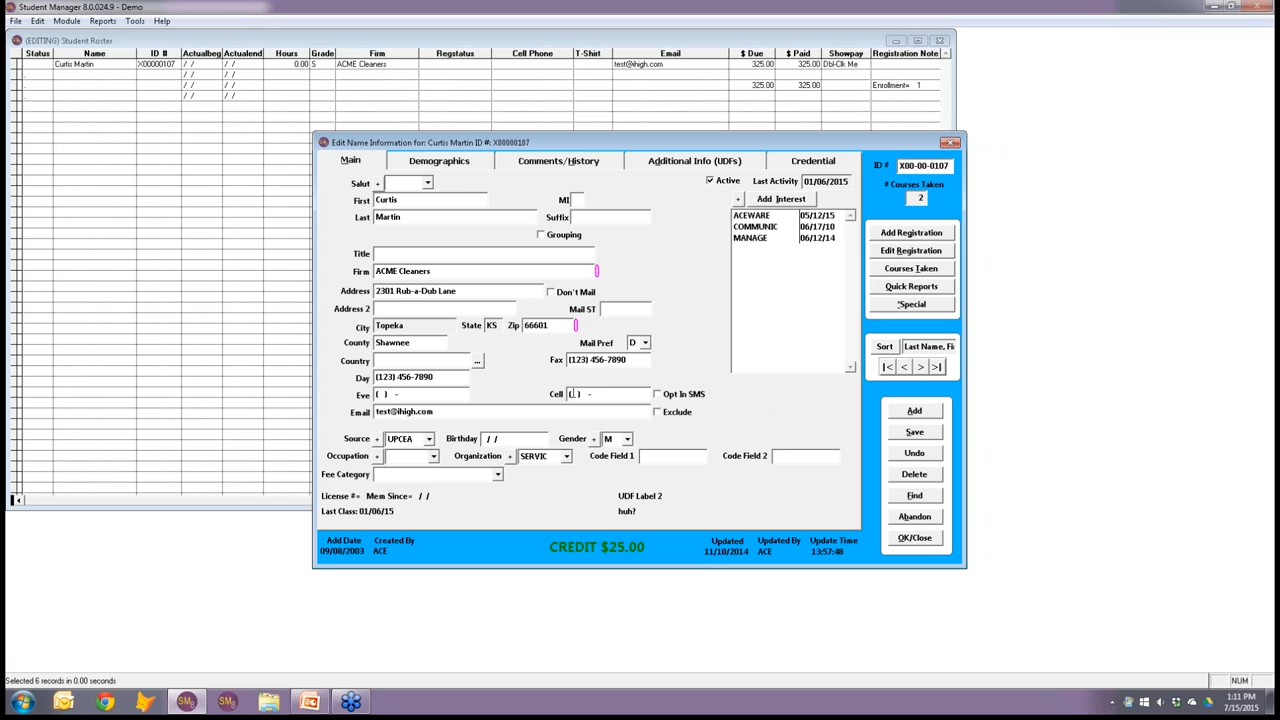 Student Manager 8.0.024.9 - Demo
File Edit Module Reports Tools Help
(EDITING) Student Roster
Status Name ID # Actualbeg Actualend Hours Grade Firm Regstatus Cell Phone T-Shirt Email $ Due $ Paid Showpay Registration Note
Curtis Martin X00000107 / / / / 0.00 S ACME Cleaners test@ihigh.com 325.00 325.00 Dbl-Clk Me
/ / / /
/ / / / 325.00 325.00 Enrollment= 1
/ / / /
Edit Name Information for: Curtis Martin ID #: X00000107
Main Demographics Comments/History Additional Info (UDFs) Credential
ID # X00-00-0107
# Courses Taken
2
Salut +
Active Last Activity 01/06/2015
First Curtis MI
+ Add Interest
Last Martin Suffix
ACEWARE 05/12/15
COMMUNIC 06/17/10
MANAGE 06/12/14
Grouping
Title
Firm ACME Cleaners
Address 2301 Rub-a-Dub Lane Don't Mail
Address 2 Mail ST
City Topeka State KS Zip 66601
County Shawnee Mail Pref D
Country ... Fax (123) 456-7890
Day (123) 456-7890
Eve ( ) - Cell ( ) - Opt In SMS
Email test@ihigh.com Exclude
Source + UPCEA Birthday / / Gender + M
Occupation + Organization + SERVIC Code Field 1 Code Field 2
Fee Category
License #= Mem Since= / / UDF Label 2
Last Class: 01/06/15 huh?
Add Registration
Edit Registration
Courses Taken
Quick Reports
*Special
Sort Last Name, Fi
|< < > >|
Add
Save
Undo
Delete
Find
Abandon
OK/Close
Add Date Created By CREDIT $25.00 Updated Updated By Update Time
09/08/2003 ACE 11/10/2014 ACE 13:57:48
Selected 6 records in 0.00 seconds NUM
1:11 PM
7/15/2015